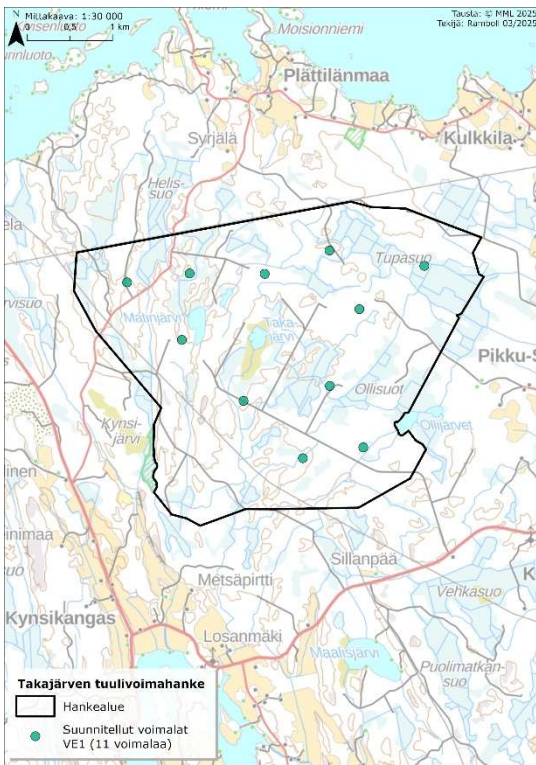 Mittakaava: 1:30 000
N
0 0,5 1 km
Tausta: © MML 2025
Tekijä: Ramboll 03/2025
Moisionniemi
Plättilänmaa
Kulkkila
Syrjälä
Helis-
suo
Tupasuo
Matinjärvi
Taka-
järvi
Pikku-S
Ollisuot
Kynsi-
järvi
Ollijärvet
Sillanpää
Metsäpirtti
Vehkasuo
Kynsikangas
Losanmäki
Maalisjärvi
Puolimatkan-
suo
Takajärven tuulivoimahanke
Hankealue
Suunnitellut voimalat
VE1 (11 voimalaa)